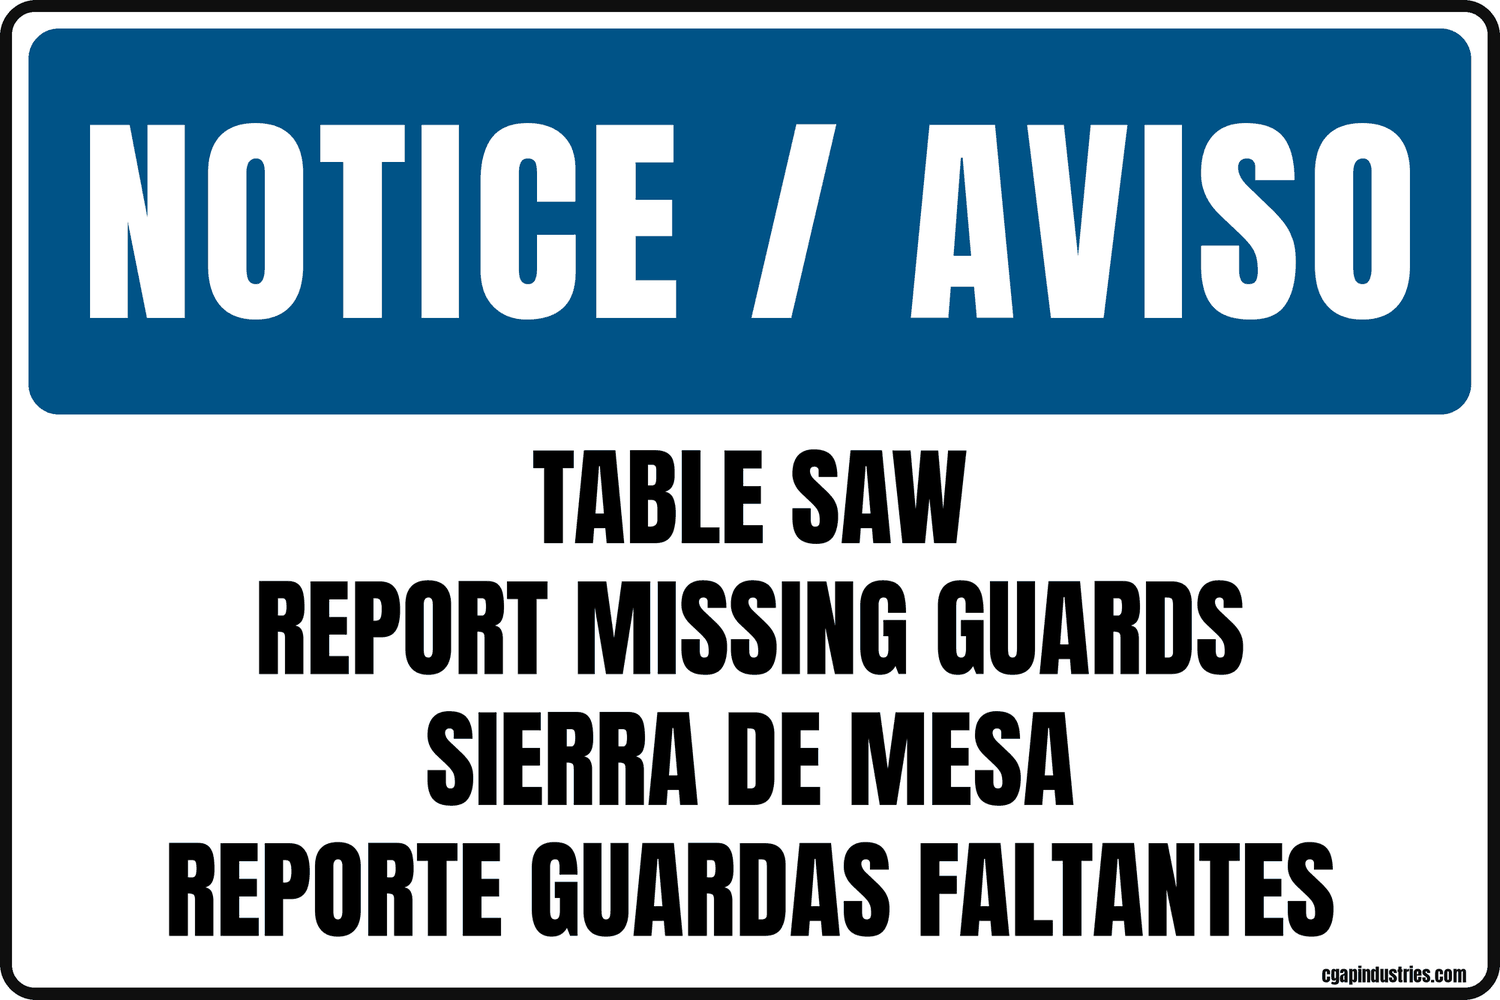 NOTICE / AVISO
TABLE SAW
REPORT MISSING GUARDS
SIERRA DE MESA
REPORTE GUARDAS FALTANTES
cgapindustries.com